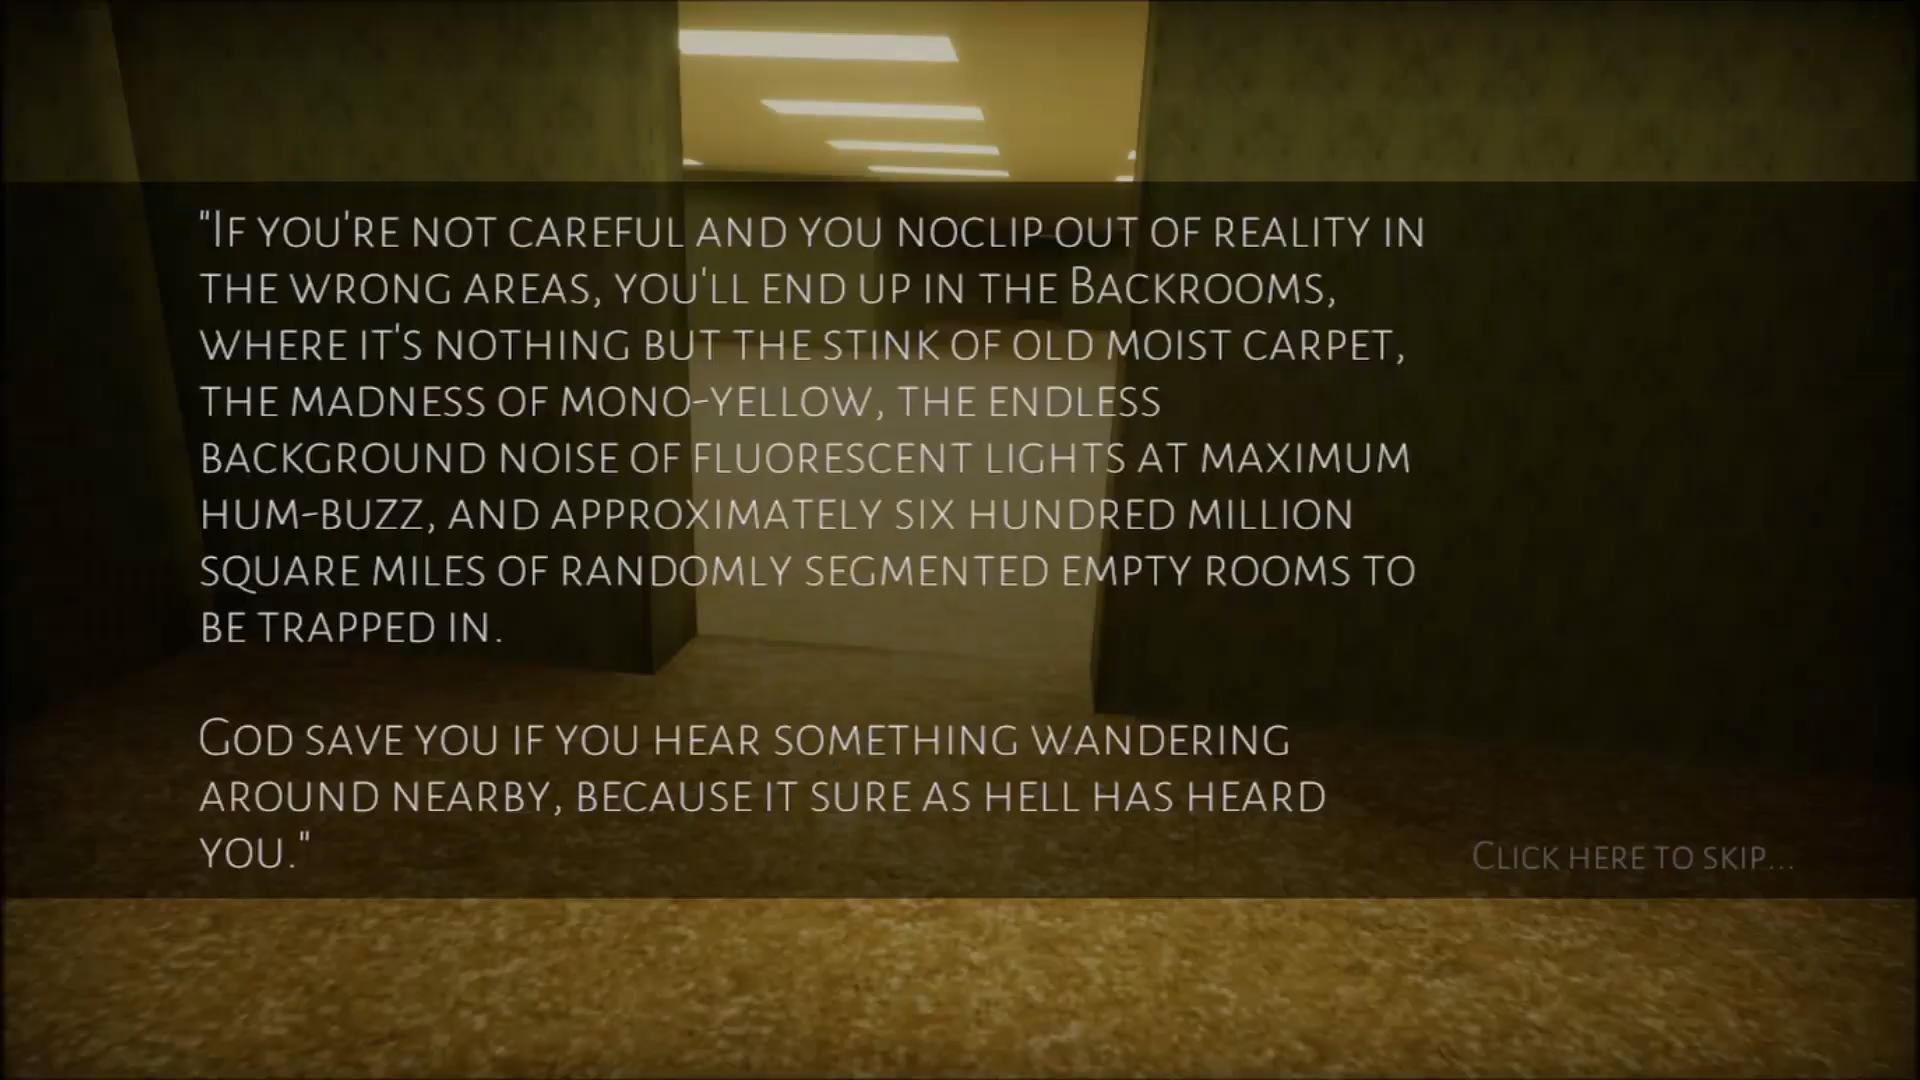 "If you're not careful and you noclip out of reality in
the wrong areas, you'll end up in the Backrooms,
where it's nothing but the stink of old moist carpet,
the madness of mono-yellow, the endless
background noise of fluorescent lights at maximum
hum-buzz, and approximately six hundred million
square miles of randomly segmented empty rooms to
be trapped in.
God save you if you hear something wandering
around nearby, because it sure as hell has heard
you."
Click here to skip...